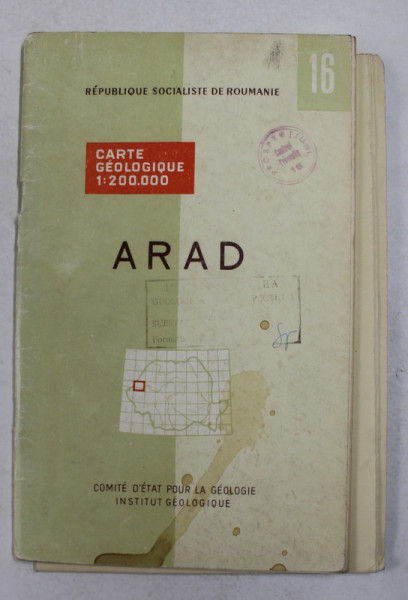 16
RÉPUBLIQUE SOCIALISTE DE ROUMANIE
CARTE
GÉOLOGIQUE
1:200.000
ARAD
COMITÉ D'ÉTAT POUR LA GÉOLOGIE
INSTITUT GÉOLOGIQUE